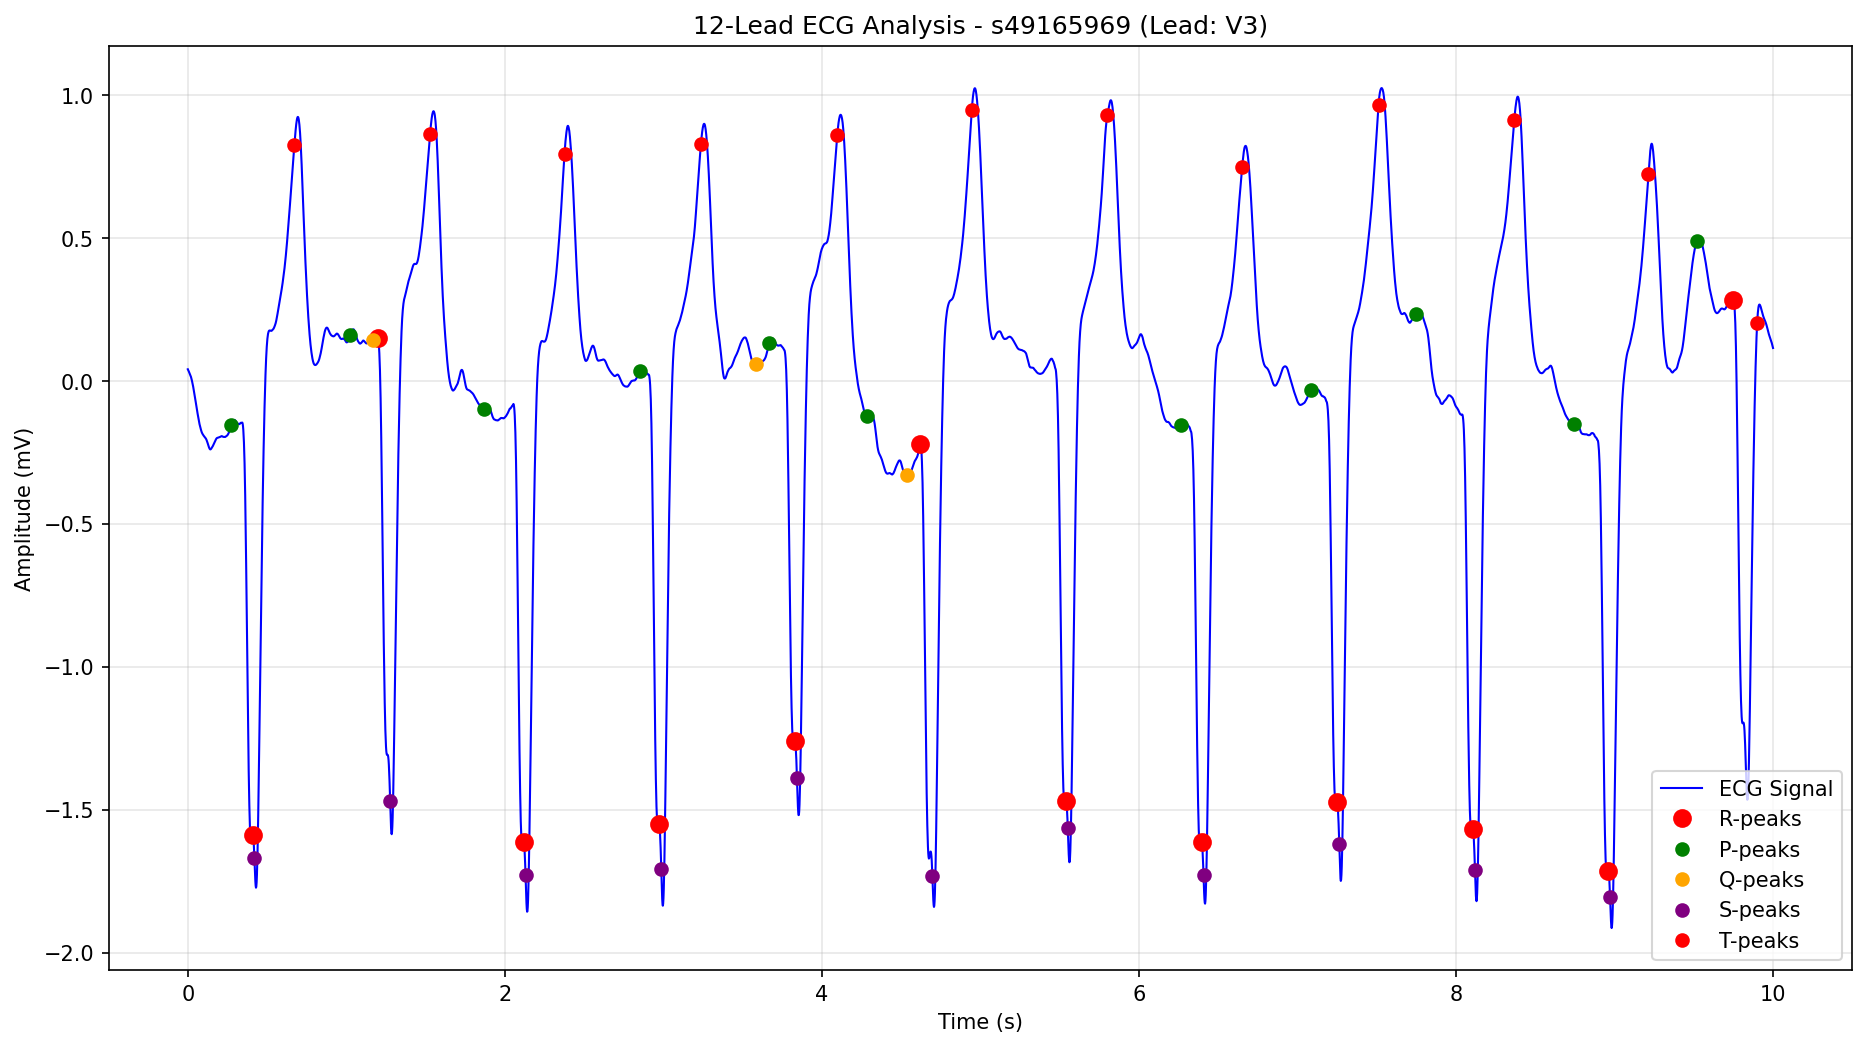 12-Lead ECG Analysis - s49165969 (Lead: V3)
1.0
0.5
0.0
−0.5
−1.0
−1.5
−2.0
Amplitude (mV)
0
2
4
6
8
10
Time (s)
ECG Signal
R-peaks
P-peaks
Q-peaks
S-peaks
T-peaks